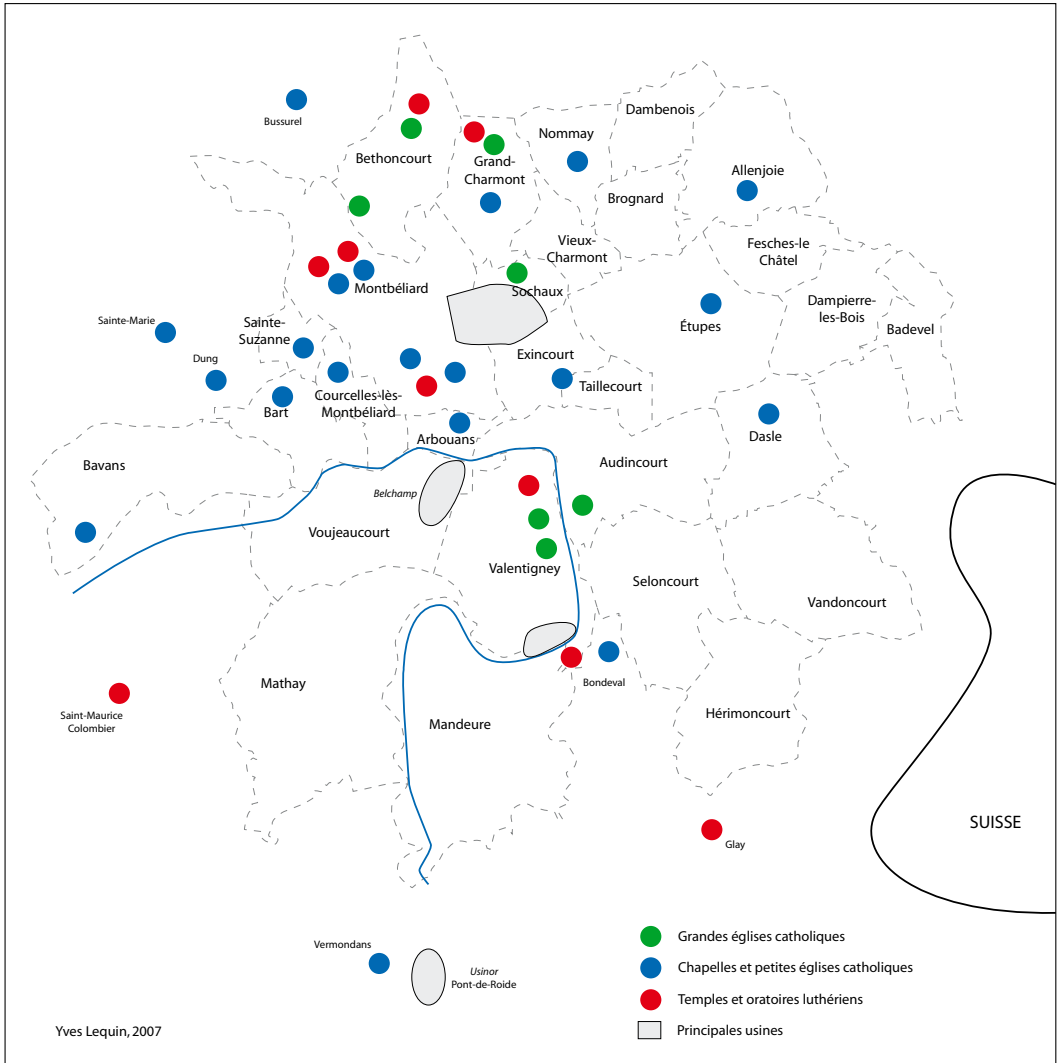 Dambenois
Bussurel
Nommay
Bethoncourt
Grand-
Charmont
Allenjoie
Brognard
Vieux-
Charmont
Fesches-le
Châtel
Montbéliard
Sochaux
Dampierre-
les-Bois
Badevel
Sainte-Marie
Sainte-
Suzanne
Étupes
Exincourt
Dung
Taillecourt
Courcelles-lès-
Montbéliard
Bart
Arbouans
Dasle
Bavans
Audincourt
Belchamp
Voujeaucourt
Valentigney
Seloncourt
Vandoncourt
Mathay
Bondeval
Saint-Maurice
Colombier
Mandeure
Hérimoncourt
SUISSE
Glay
Vermondans
Usinor
Pont-de-Roide
Grandes églises catholiques
Chapelles et petites églises catholiques
Temples et oratoires luthériens
Principales usines
Yves Lequin, 2007